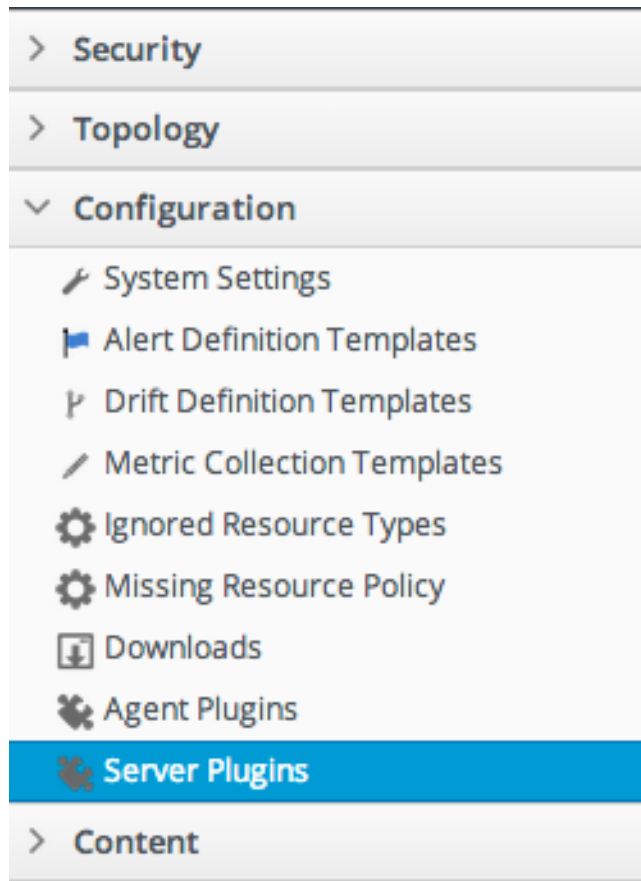 Security
Topology
Configuration
System Settings
Alert Definition Templates
Drift Definition Templates
Metric Collection Templates
Ignored Resource Types
Missing Resource Policy
Downloads
Agent Plugins
Server Plugins
Content